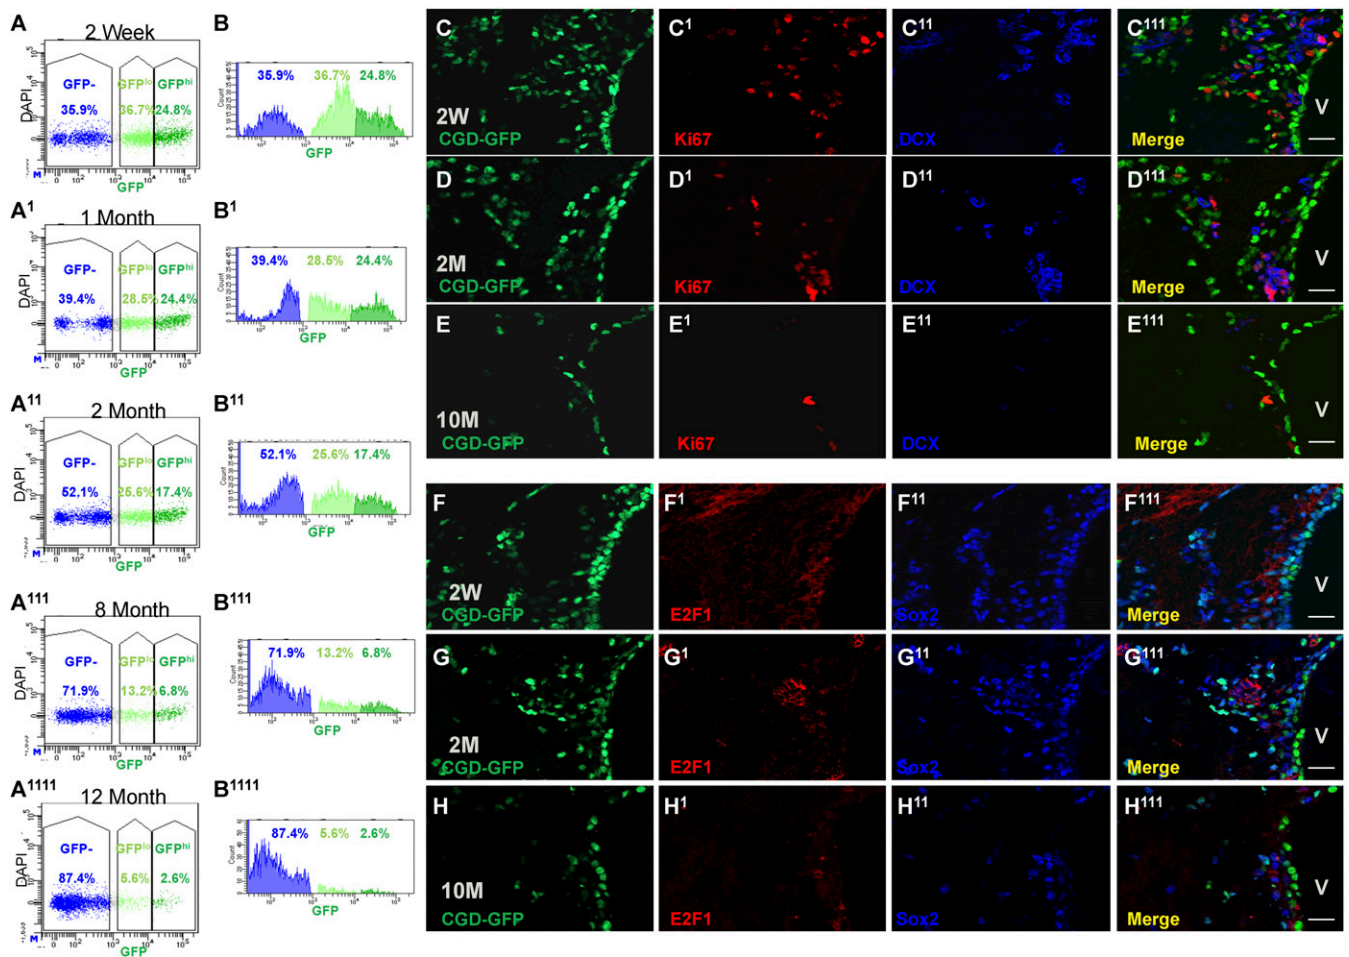 A
2 Week
B
GFP-
GFPlo
GFPhi
35.9%
36.7%
24.8%
DAPI
GFP
35.9%
36.7%
24.8%
Count
GFP
A1
1 Month
B1
GFP-
GFPlo
GFPhi
39.4%
28.5%
24.4%
DAPI
GFP
39.4%
28.5%
24.4%
Count
GFP
A11
2 Month
B11
GFP-
GFPlo
GFPhi
52.1%
25.6%
17.4%
DAPI
GFP
52.1%
25.6%
17.4%
Count
GFP
A111
8 Month
B111
GFP-
GFPlo
GFPhi
71.9%
13.2%
6.8%
DAPI
GFP
71.9%
13.2%
6.8%
Count
GFP
A1111
12 Month
B1111
GFP-
GFPlo
GFPhi
87.4%
5.6%
2.6%
DAPI
GFP
87.4%
5.6%
2.6%
Count
GFP
C
2W
CGD-GFP
C1
Ki67
C11
DCX
C111
V
Merge
D
2M
CGD-GFP
D1
Ki67
D11
DCX
D111
V
Merge
E
10M
CGD-GFP
E1
Ki67
E11
DCX
E111
V
Merge
F
2W
CGD-GFP
F1
E2F1
F11
Sox2
F111
V
Merge
G
2M
CGD-GFP
G1
E2F1
G11
Sox2
G111
V
Merge
H
10M
CGD-GFP
H1
E2F1
H11
Sox2
H111
V
Merge